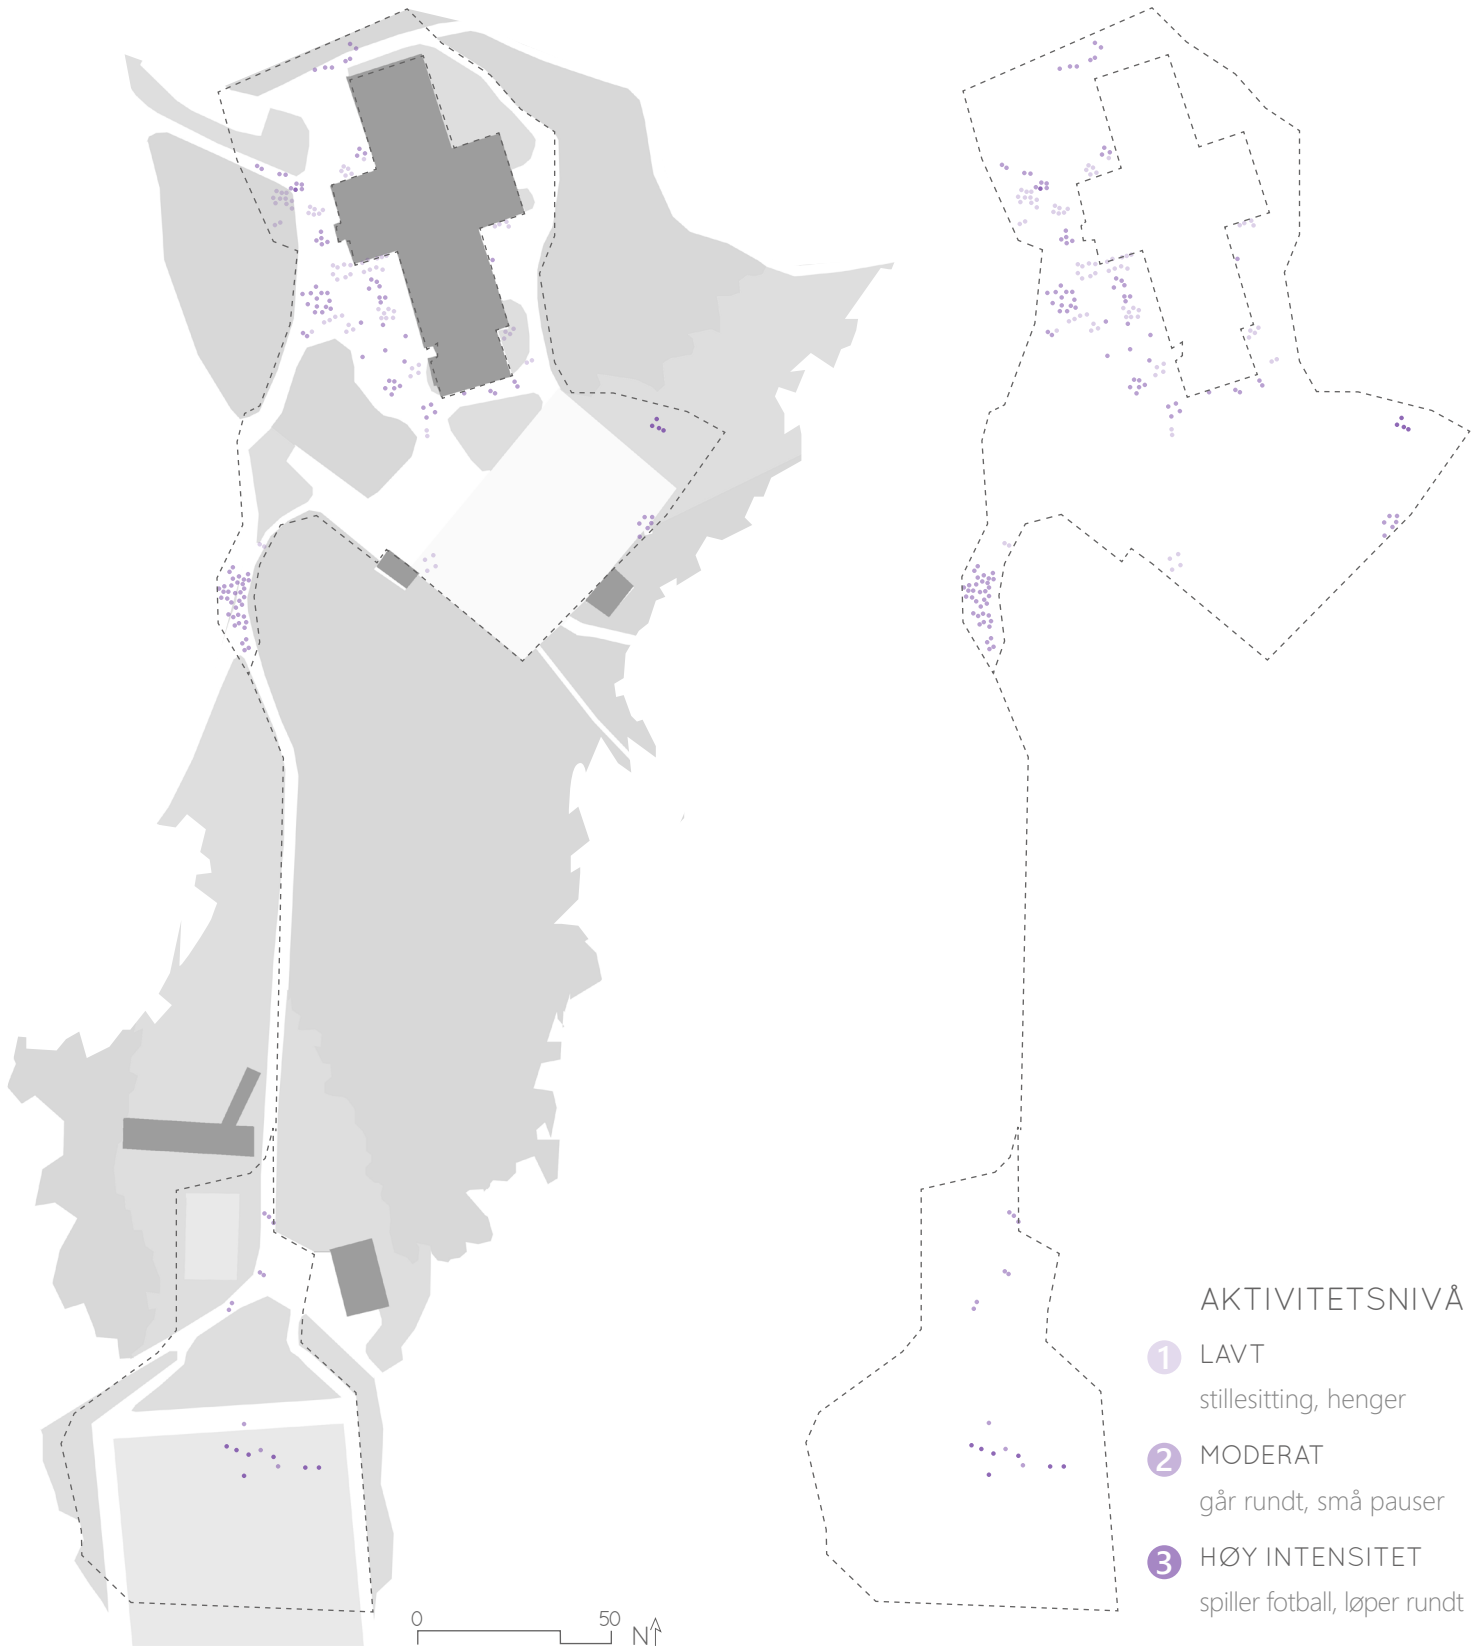 AKTIVITETSNIVÅ
1 LAVT
stillesitting, henger
2 MODERAT
går rundt, små pauser
3 HØY INTENSITET
spiller fotball, løper rundt
0 50 N